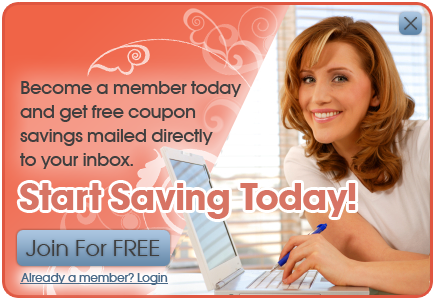 Become a member today
and get free coupon
savings mailed directly
to your inbox.
Start Saving Today!
Join For FREE
Already a member? Login